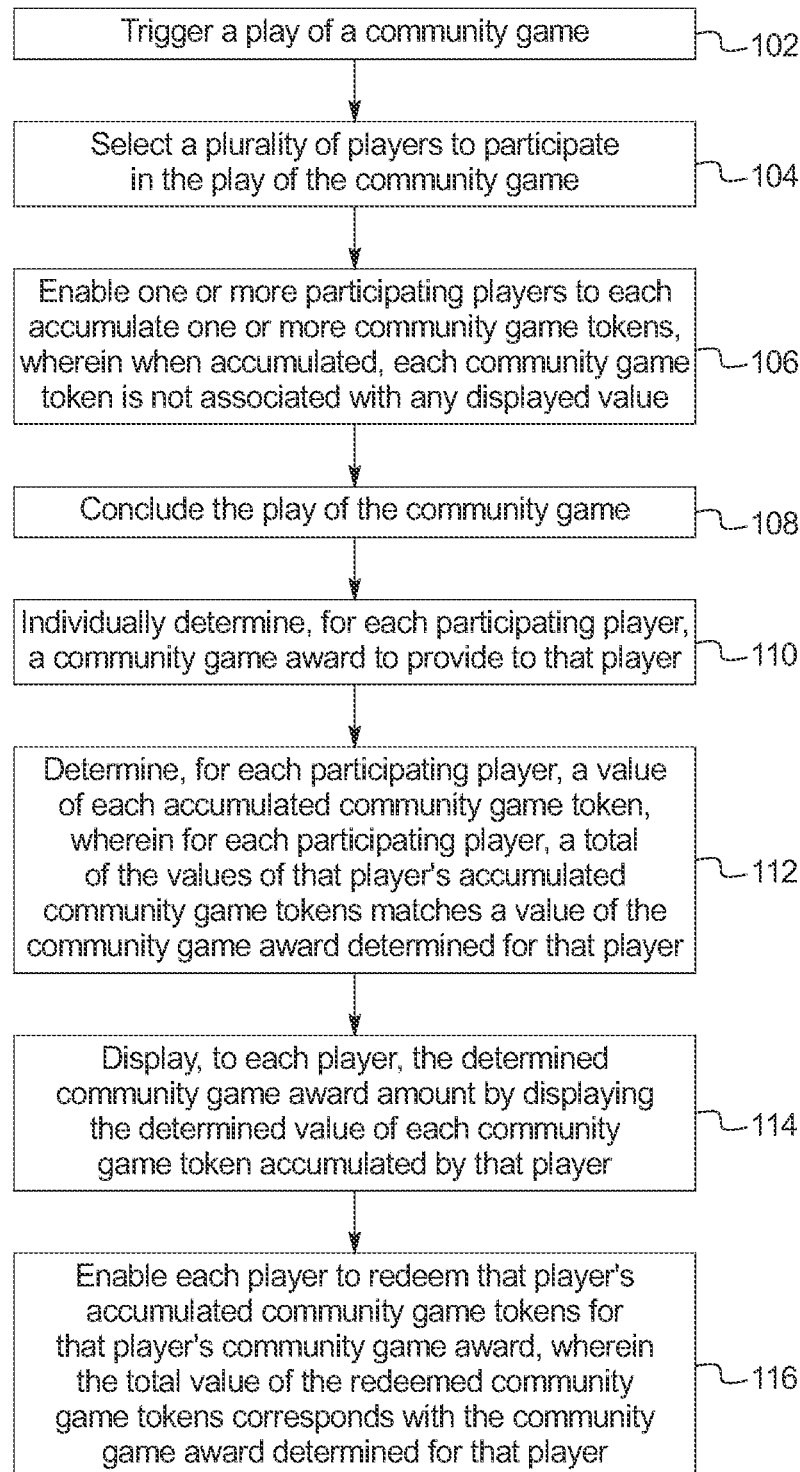 Trigger a play of a community game
102
Select a plurality of players to participate
in the play of the community game
104
Enable one or more participating players to each
accumulate one or more community game tokens,
wherein when accumulated, each community game
token is not associated with any displayed value
106
Conclude the play of the community game
108
Individually determine, for each participating player,
a community game award to provide to that player
110
Determine, for each participating player, a value
of each accumulated community game token,
wherein for each participating player, a total
of the values of that player's accumulated
community game tokens matches a value of the
community game award determined for that player
112
Display, to each player, the determined
community game award amount by displaying
the determined value of each community
game token accumulated by that player
114
Enable each player to redeem that player's
accumulated community game tokens for
that player's community game award, wherein
the total value of the redeemed community
game tokens corresponds with the community
game award determined for that player
116